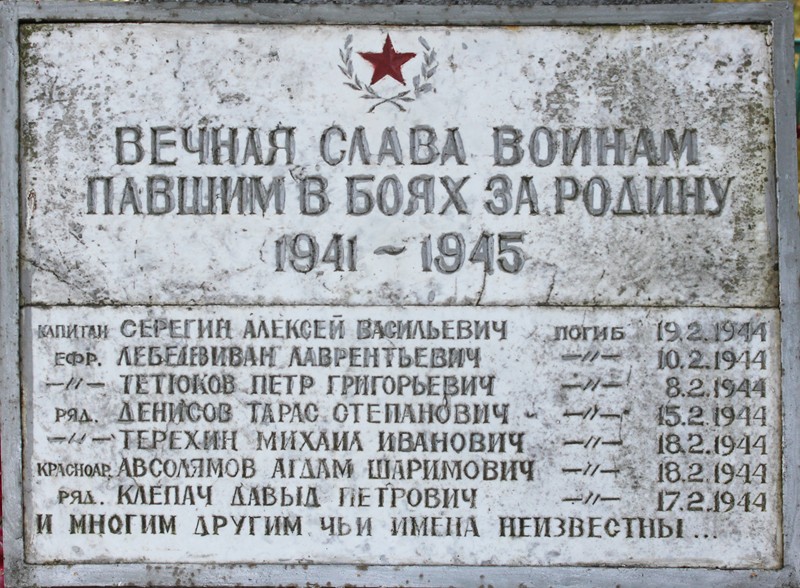 ВЕЧНАЯ СЛАВА ВОИНАМ
ПАВШИМ В БОЯХ ЗА РОДИНУ
1941 ~ 1945
КАПИТАН СЕРЕГИН АЛЕКСЕЙ ВАСИЛЬЕВИЧ ПОГИБ 19.2.1944
ЕФР. ЛЕБЕДЕВ ИВАН ЛАВРЕНТЬЕВИЧ —//— 10.2.1944
—//— ТЕТЮКОВ ПЕТР ГРИГОРЬЕВИЧ —//— 8.2.1944
РЯД. ДЕНИСОВ ТАРАС СТЕПАНОВИЧ —//— 15.2.1944
—//— ТЕРЕХИН МИХАИЛ ИВАНОВИЧ —//— 18.2.1944
КРАСНОАР. АВСОЛЯМОВ АГДАМ ШАРИМОВИЧ —//— 18.2.1944
РЯД. КЛЕПАЧ ДАВЫД ПЕТРОВИЧ —//— 17.2.1944
И МНОГИМ ДРУГИМ ЧЬИ ИМЕНА НЕИЗВЕСТНЫ...